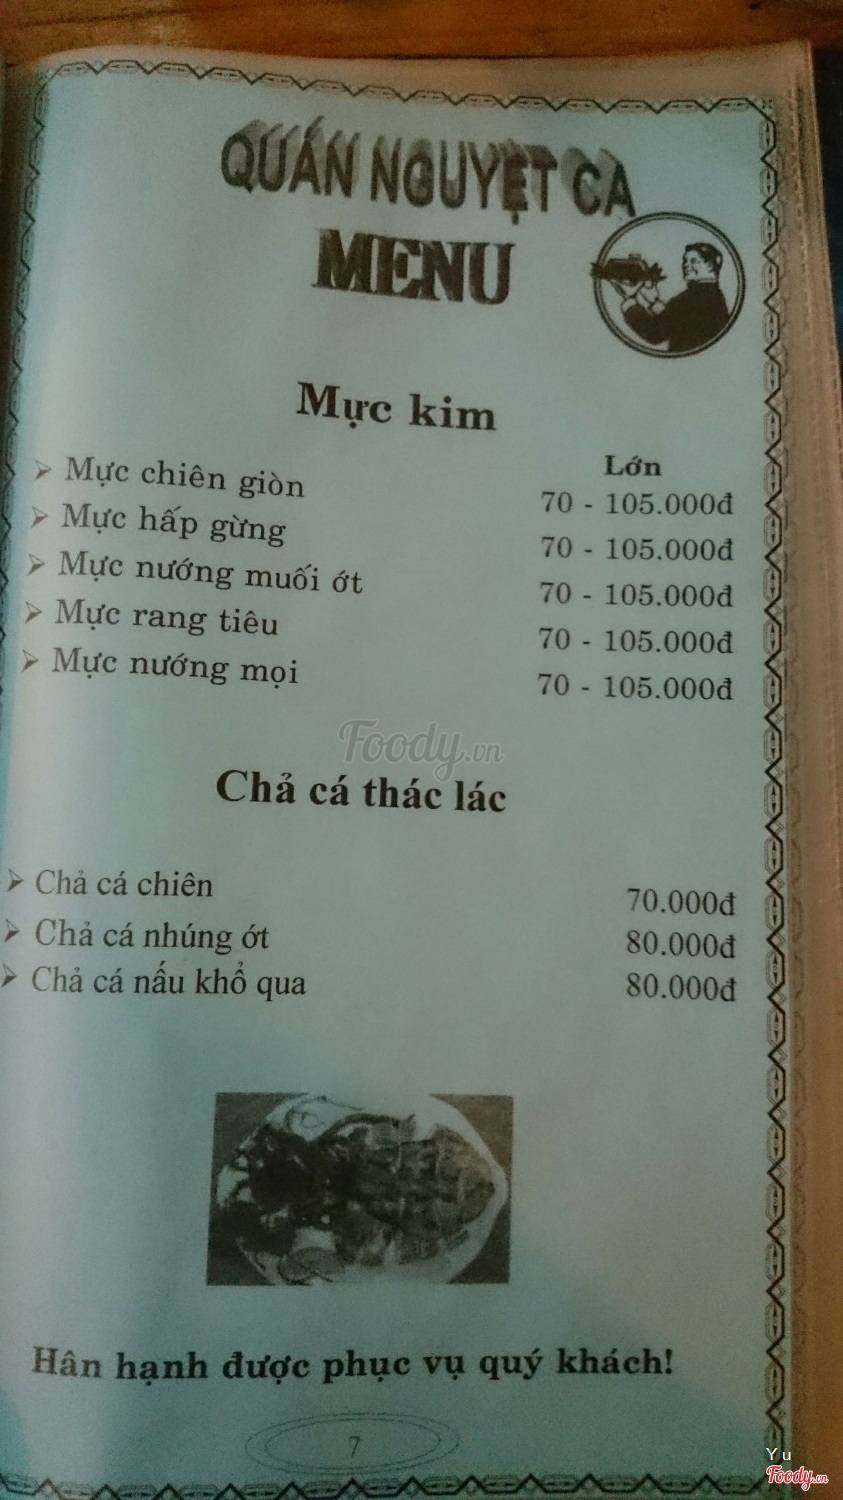 QUÁN NGUYỆT CA
MENU
Mực kim
Lớn
➢ Mực chiên giòn 70 - 105.000đ
➢ Mực hấp gừng 70 - 105.000đ
➢ Mực nướng muối ớt 70 - 105.000đ
➢ Mực rang tiêu 70 - 105.000đ
➢ Mực nướng mọi 70 - 105.000đ
Foody.vn
Chả cá thác lác
➢ Chả cá chiên 70.000đ
➢ Chả cá nhúng ớt 80.000đ
➢ Chả cá nấu khổ qua 80.000đ
Hân hạnh được phục vụ quý khách!
7
Yu
Foody.vn